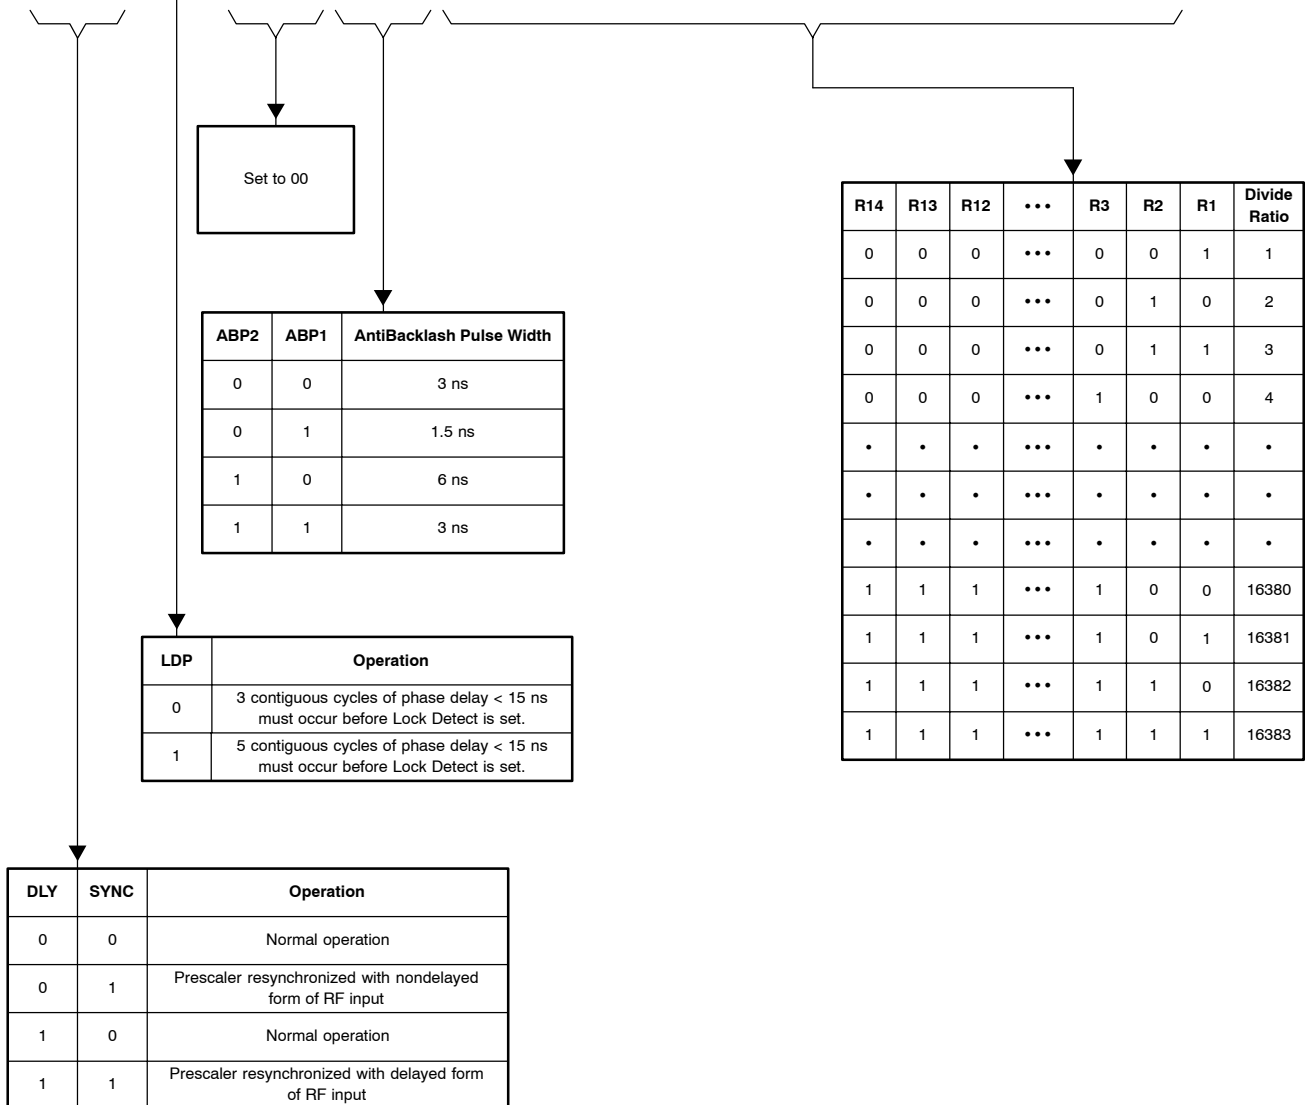 Set to 00
ABP2 ABP1 AntiBacklash Pulse Width
0 0 3 ns
0 1 1.5 ns
1 0 6 ns
1 1 3 ns
LDP Operation
0 3 contiguous cycles of phase delay < 15 ns
must occur before Lock Detect is set.
1 5 contiguous cycles of phase delay < 15 ns
must occur before Lock Detect is set.
DLY SYNC Operation
0 0 Normal operation
0 1 Prescaler resynchronized with nondelayed
form of RF input
1 0 Normal operation
1 1 Prescaler resynchronized with delayed form
of RF input
R14 R13 R12 ••• R3 R2 R1 Divide
Ratio
0 0 0 ••• 0 0 1 1
0 0 0 ••• 0 1 0 2
0 0 0 ••• 0 1 1 3
0 0 0 ••• 1 0 0 4
• • • ••• • • • •
• • • ••• • • • •
• • • ••• • • • •
1 1 1 ••• 1 0 0 16380
1 1 1 ••• 1 0 1 16381
1 1 1 ••• 1 1 0 16382
1 1 1 ••• 1 1 1 16383